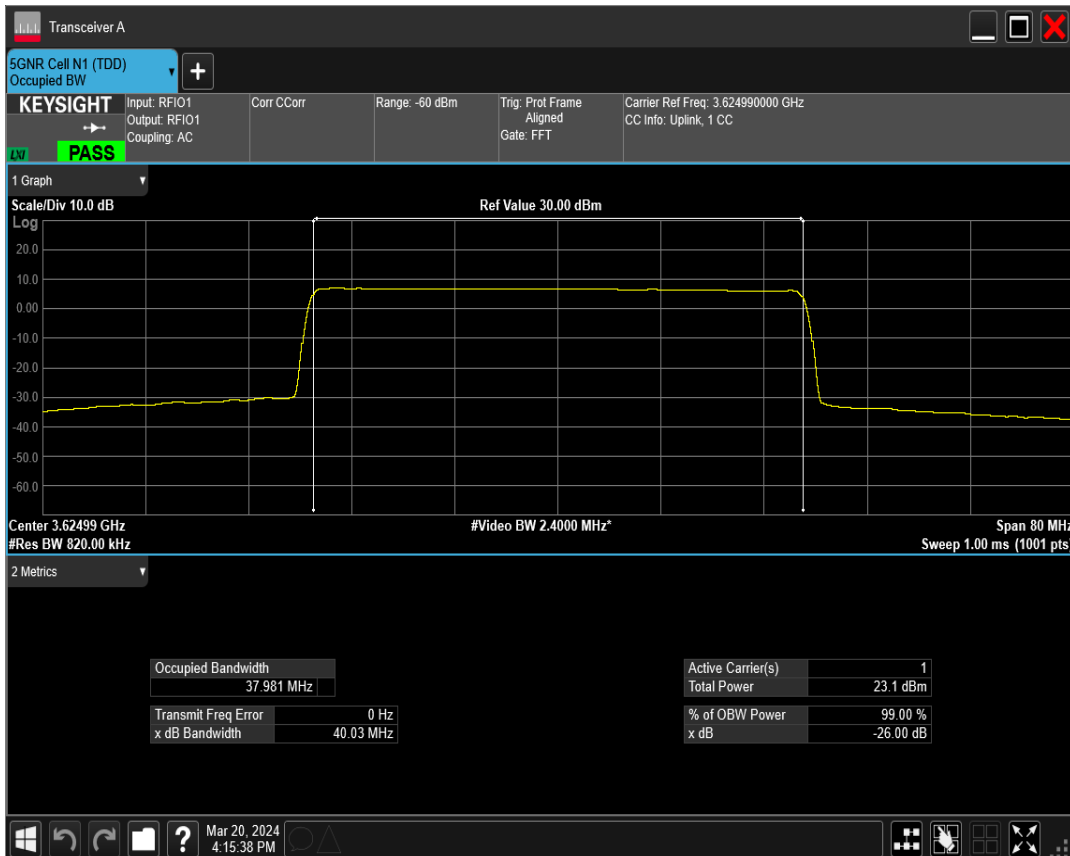 Transceiver A
5GNR Cell N1 (TDD)
Occupied BW
+
KEYSIGHT
LXI
PASS
Input: RFIO1
Output: RFIO1
Coupling: AC
Corr CCorr
Range: -60 dBm
Trig: Prot Frame
Aligned
Gate: FFT
Carrier Ref Freq: 3.624990000 GHz
CC Info: Uplink, 1 CC
1 Graph
Scale/Div 10.0 dB
Ref Value 30.00 dBm
Log
20.0
10.0
0.00
-10.0
-20.0
-30.0
-40.0
-50.0
-60.0
Center 3.62499 GHz
#Video BW 2.4000 MHz*
Span 80 MHz
#Res BW 820.00 kHz
Sweep 1.00 ms (1001 pts)
2 Metrics
Occupied Bandwidth
37.981 MHz
Transmit Freq Error 0 Hz
x dB Bandwidth 40.03 MHz
Active Carrier(s) 1
Total Power 23.1 dBm
% of OBW Power 99.00 %
x dB -26.00 dB
?
Mar 20, 2024
4:15:38 PM